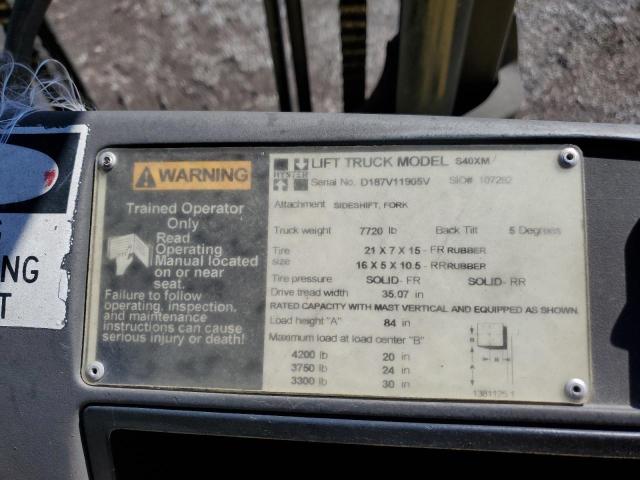 WARNING
Trained Operator
Only
Read
Operating
Manual located
on or near
seat.
Failure to follow
operating, inspection,
and maintenance
instructions can cause
serious injury or death!
HYSTER
LIFT TRUCK MODEL S40XM
Serial No. D187V11905V SIO# 107292
Attachment SIDESHIFT, FORK
Truck weight 7720 lb Back Tilt 5 Degrees
Tire 21 X 7 X 15 - FR RUBBER
size 16 X 5 X 10.5 - RR RUBBER
Tire pressure SOLID- FR SOLID- RR
Drive tread width 35.07 in
RATED CAPACITY WITH MAST VERTICAL AND EQUIPPED AS SHOWN
Load height "A" 84 in
Maximum load at load center "B"
4200 lb 20 in
3750 lb 24 in
3300 lb 30 in
B
B
A
1381125 1
NG
T